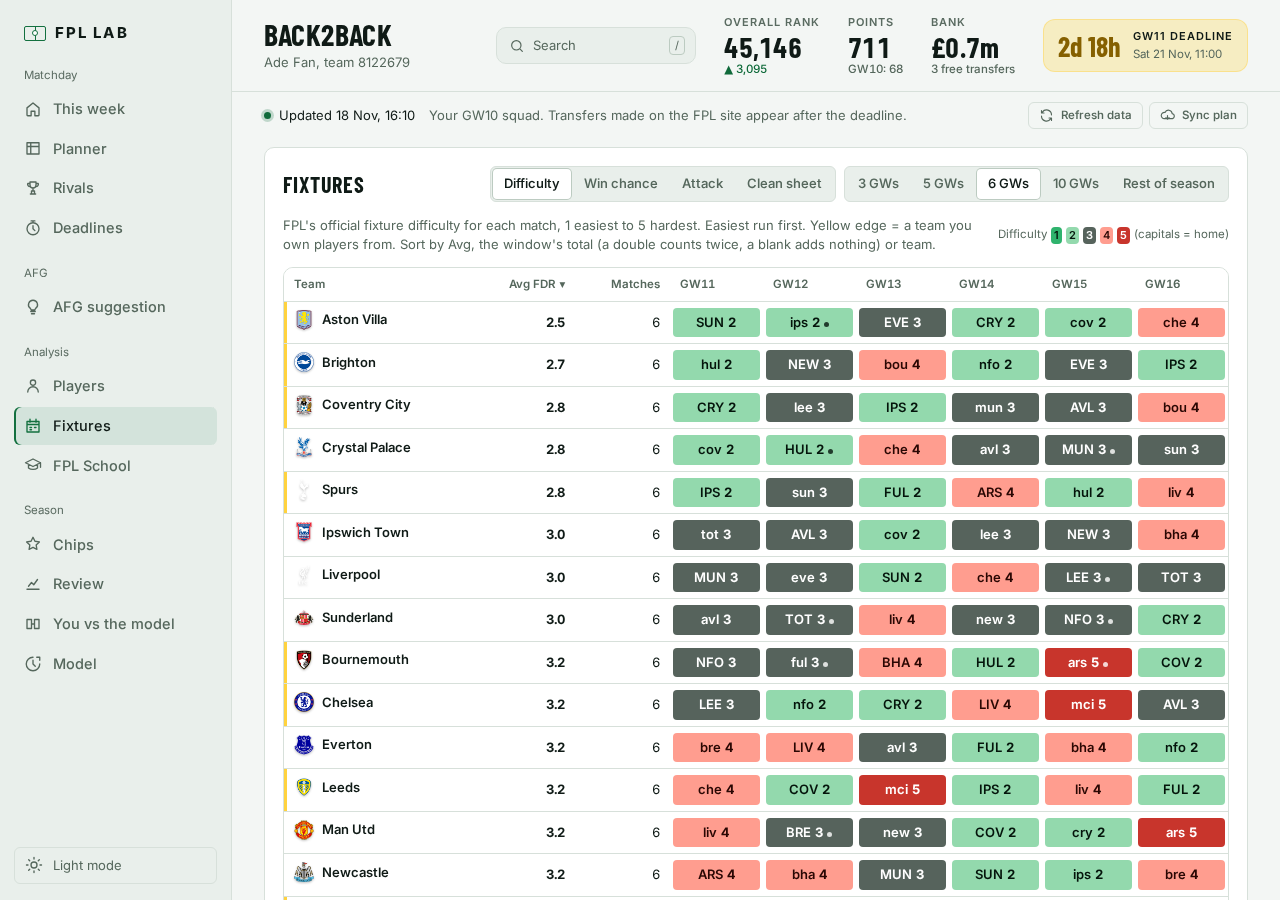 FPL LAB
Matchday
This week
Planner
Rivals
Deadlines
AFG
AFG suggestion
Analysis
Players
Fixtures
FPL School
Season
Chips
Review
You vs the model
Model
Light mode
BACK2BACK
Ade Fan, team 8122679
Search /
OVERALL RANK
45,146
▲ 3,095
POINTS
711
GW10: 68
BANK
£0.7m
3 free transfers
2d 18h
GW11 DEADLINE
Sat 21 Nov, 11:00
Updated 18 Nov, 16:10 Your GW10 squad. Transfers made on the FPL site appear after the deadline.
Refresh data
Sync plan
FIXTURES
Difficulty Win chance Attack Clean sheet
3 GWs 5 GWs 6 GWs 10 GWs Rest of season
FPL's official fixture difficulty for each match, 1 easiest to 5 hardest. Easiest run first. Yellow edge = a team you
own players from. Sort by Avg, the window's total (a double counts twice, a blank adds nothing) or team.
Difficulty 1 2 3 4 5 (capitals = home)
Team Avg FDR ▾ Matches GW11 GW12 GW13 GW14 GW15 GW16
Aston Villa 2.5 6 SUN 2 ips 2 • EVE 3 CRY 2 cov 2 che 4
Brighton 2.7 6 hul 2 NEW 3 bou 4 nfo 2 EVE 3 IPS 2
Coventry City 2.8 6 CRY 2 lee 3 IPS 2 mun 3 AVL 3 bou 4
Crystal Palace 2.8 6 cov 2 HUL 2 • che 4 avl 3 MUN 3 • sun 3
Spurs 2.8 6 IPS 2 sun 3 FUL 2 ARS 4 hul 2 liv 4
Ipswich Town 3.0 6 tot 3 AVL 3 cov 2 lee 3 NEW 3 bha 4
Liverpool 3.0 6 MUN 3 eve 3 SUN 2 che 4 LEE 3 • TOT 3
Sunderland 3.0 6 avl 3 TOT 3 • liv 4 new 3 NFO 3 • CRY 2
Bournemouth 3.2 6 NFO 3 ful 3 • BHA 4 HUL 2 ars 5 • COV 2
Chelsea 3.2 6 LEE 3 nfo 2 CRY 2 LIV 4 mci 5 AVL 3
Everton 3.2 6 bre 4 LIV 4 avl 3 FUL 2 bha 4 nfo 2
Leeds 3.2 6 che 4 COV 2 mci 5 IPS 2 liv 4 FUL 2
Man Utd 3.2 6 liv 4 BRE 3 • new 3 COV 2 cry 2 ars 5
Newcastle 3.2 6 ARS 4 bha 4 MUN 3 SUN 2 ips 2 bre 4